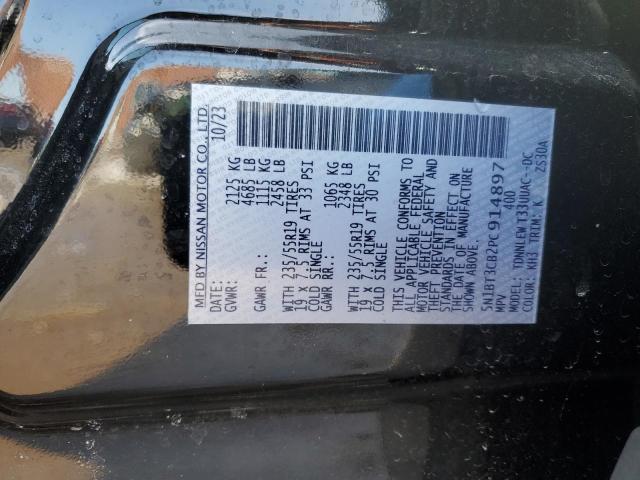 MFD BY NISSAN MOTOR CO., LTD.
DATE: 10/23
GVWR: 2125 KG
4685 LB
GAWR FR.: 1115 KG
2458 LB
WITH 235/55R19 TIRES
19 X 7.5 RIMS AT 33 PSI
COLD SINGLE
GAWR RR.: 1065 KG
2348 LB
WITH 235/55R19 TIRES
19 X 7.5 RIMS AT 30 PSI
COLD SINGLE
THIS VEHICLE CONFORMS TO
ALL APPLICABLE FEDERAL
MOTOR VEHICLE SAFETY AND
THEFT PREVENTION
STANDARDS IN EFFECT ON
THE DATE OF MANUFACTURE
SHOWN ABOVE.
5N1BT3CB2PC914897
MPV 400
MODEL: TDNNLEWT33UUAC--DC
COLOR: KH3 TRIM: K ZS30A